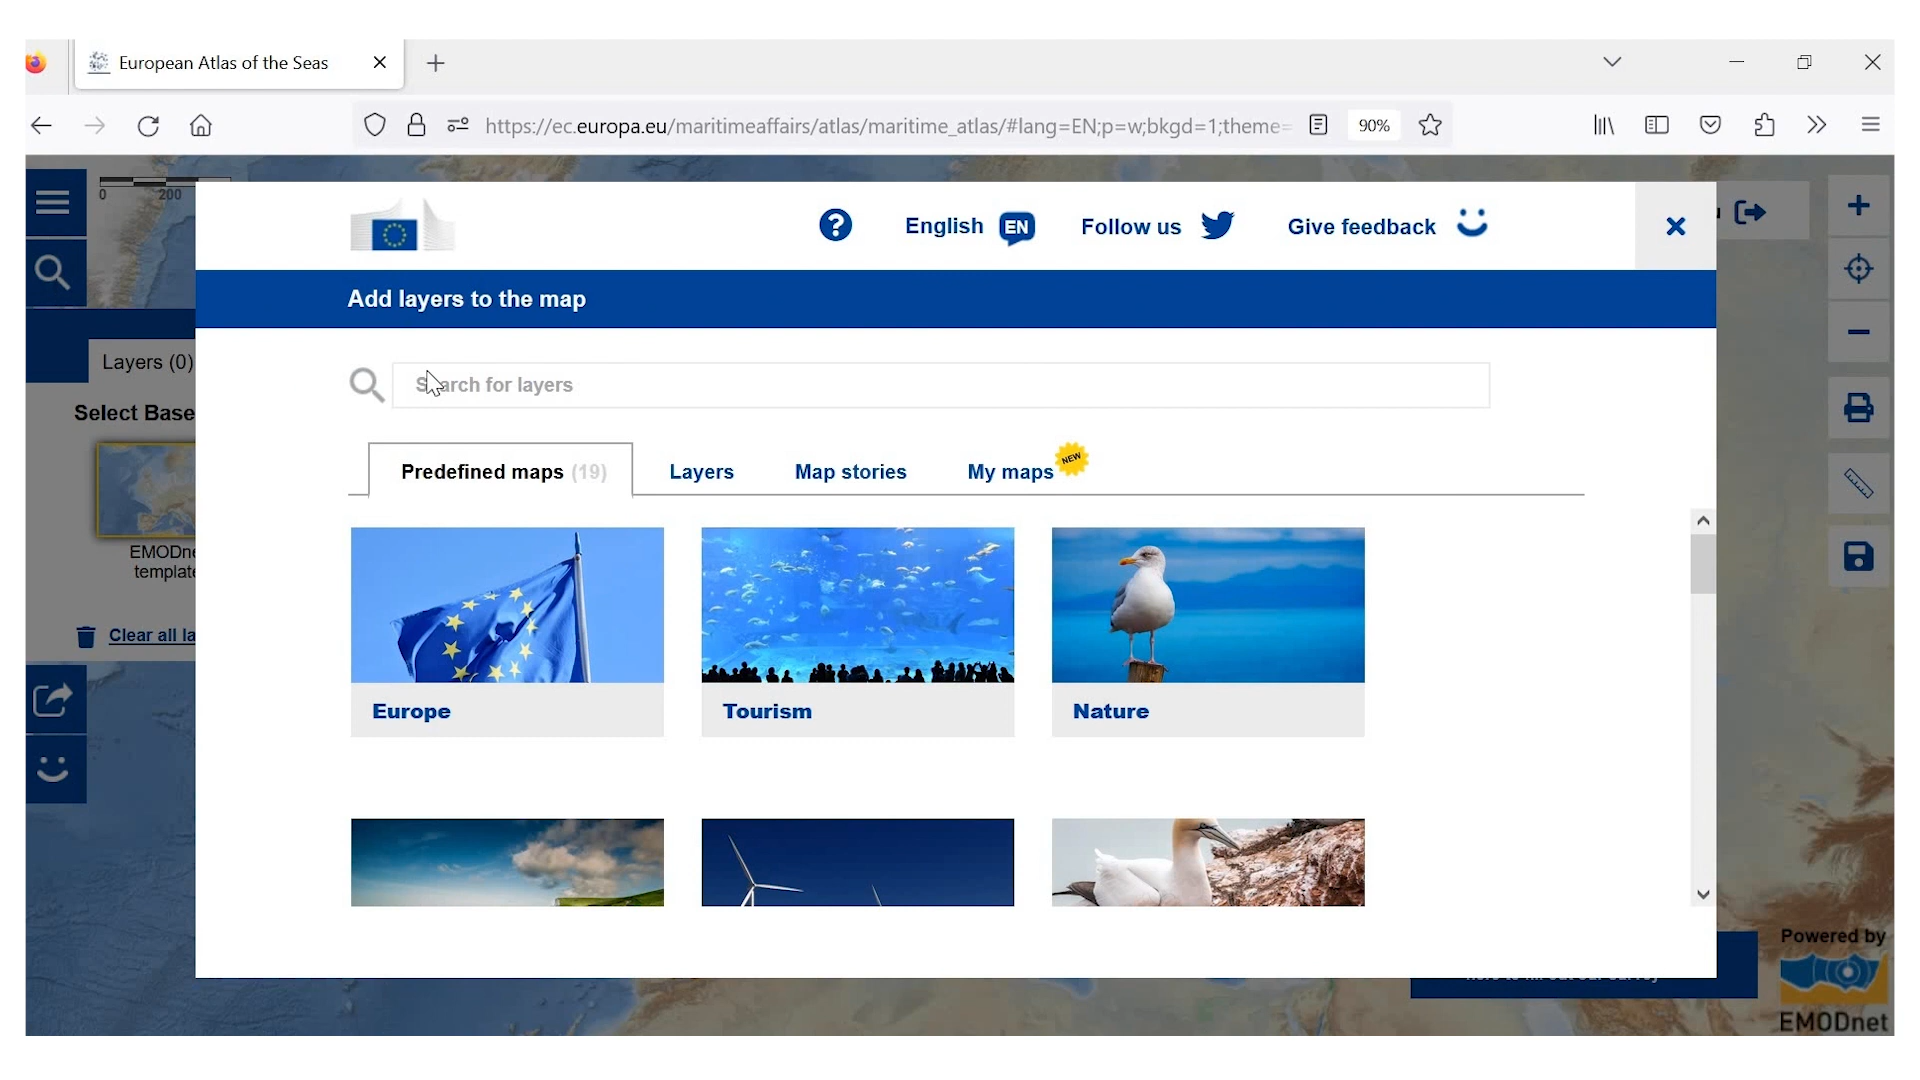 European Atlas of the Seas
https://ec.europa.eu/maritimeaffairs/atlas/maritime_atlas/#lang=EN;p=w;bkgd=1;theme=
90%
0 200
English EN
Follow us
Give feedback
Add layers to the map
Layers (0)
Search for layers
Select Base
Predefined maps (19)
Layers
Map stories
My maps
NEW
EMODne
template
Clear all la
Europe
Tourism
Nature
Powered by
EMODnet